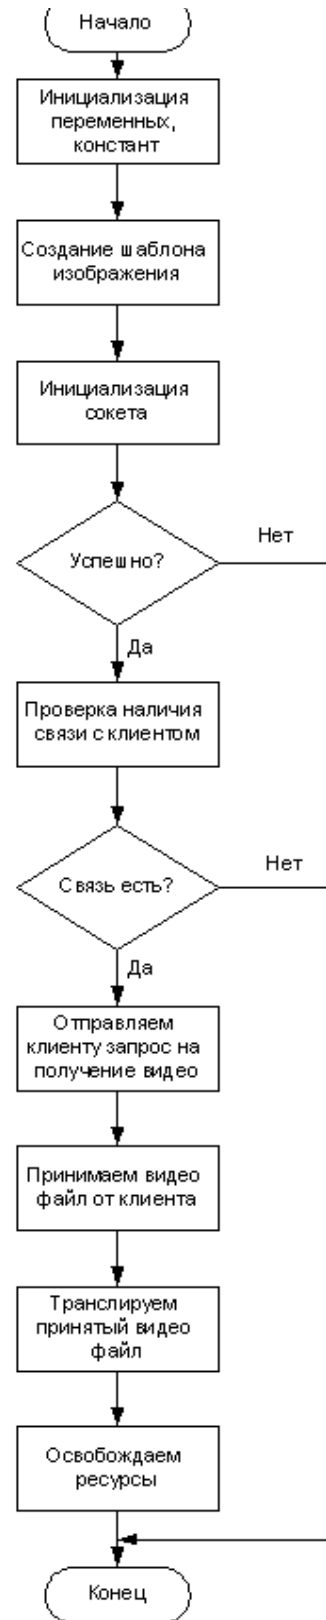 Начало
Инициализация
переменных,
констант
Создание шаблона
изображения
Инициализация
сокета
Успешно?
Нет
Да
Проверка наличия
связи с клиентом
Связь есть?
Нет
Да
Отправляем
клиенту запрос на
получение видео
Принимаем видео
файл от клиента
Транслируем
принятый видео
файл
Освобождаем
ресурсы
Конец